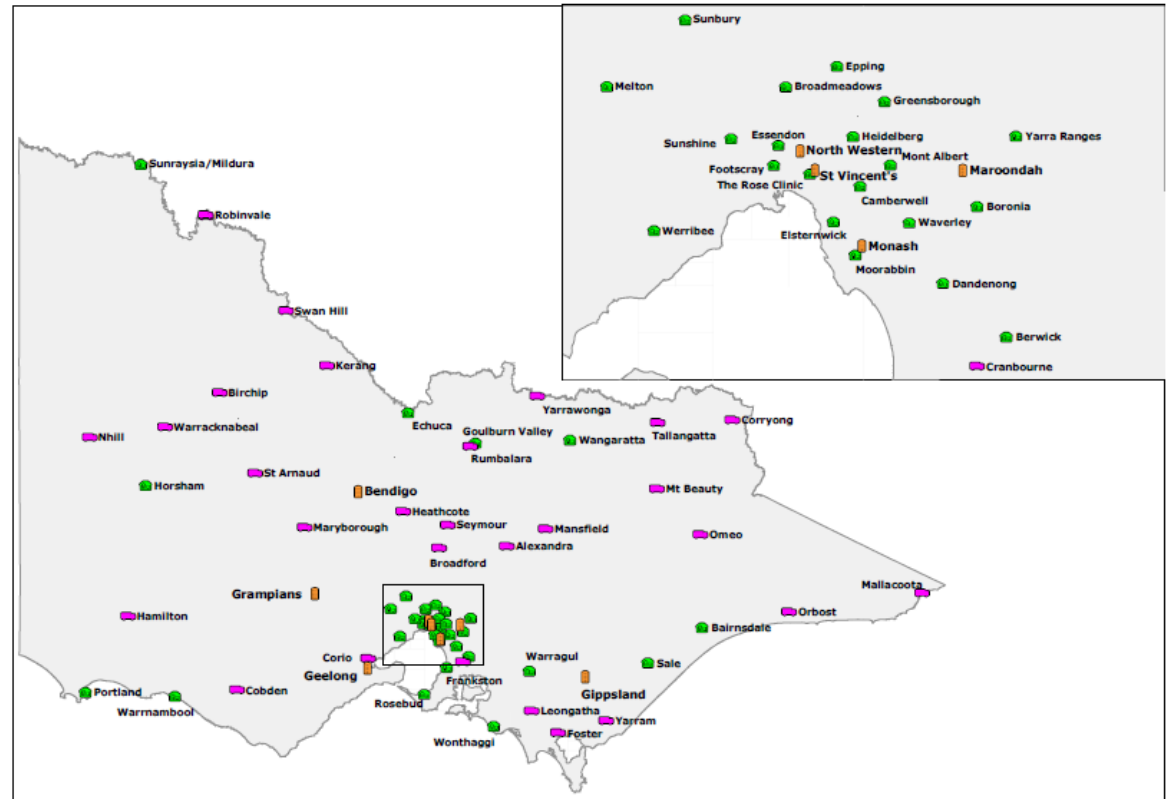 Sunbury
Epping
Melton
Broadmeadows
Greensborough
Sunshine
Essendon
Heidelberg
Yarra Ranges
North Western
Mont Albert
Footscray
St Vincent's
Maroondah
The Rose Clinic
Camberwell
Boronia
Werribee
Elsternwick
Waverley
Monash
Moorabbin
Dandenong
Berwick
Cranbourne
Sunraysia/Mildura
Robinvale
Swan Hill
Kerang
Birchip
Yarrawonga
Echuca
Corryong
Warracknabeal
Goulburn Valley
Tallangatta
Nhill
Wangaratta
Rumbalara
St Arnaud
Horsham
Bendigo
Mt Beauty
Heathcote
Maryborough
Seymour
Mansfield
Omeo
Alexandra
Broadford
Mallacoota
Grampians
Hamilton
Orbost
Bairnsdale
Corio
Warragul
Sale
Geelong
Frankston
Portland
Cobden
Gippsland
Rosebud
Warrnambool
Leongatha
Yarram
Foster
Wonthaggi